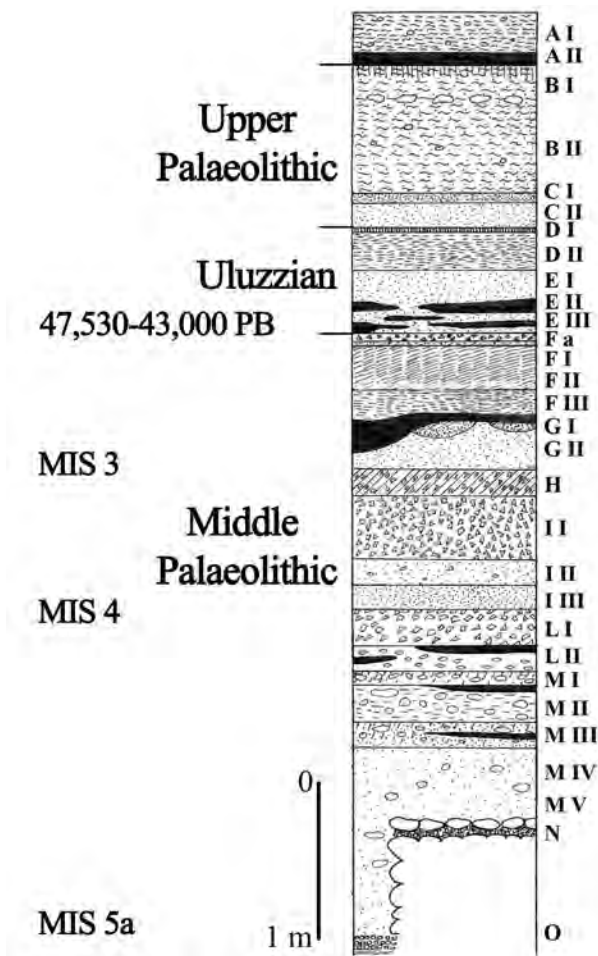 A I
A II
B I
Upper
Palaeolithic
B II
C I
C II
D I
D II
Uluzzian
E I
E II
47,530-43,000 PB
E III
F a
F I
F II
F III
G I
G II
MIS 3
H
Middle
Palaeolithic
I I
I II
I III
MIS 4
L I
L II
M I
M II
M III
M IV
0
M V
N
MIS 5a
1 m
O